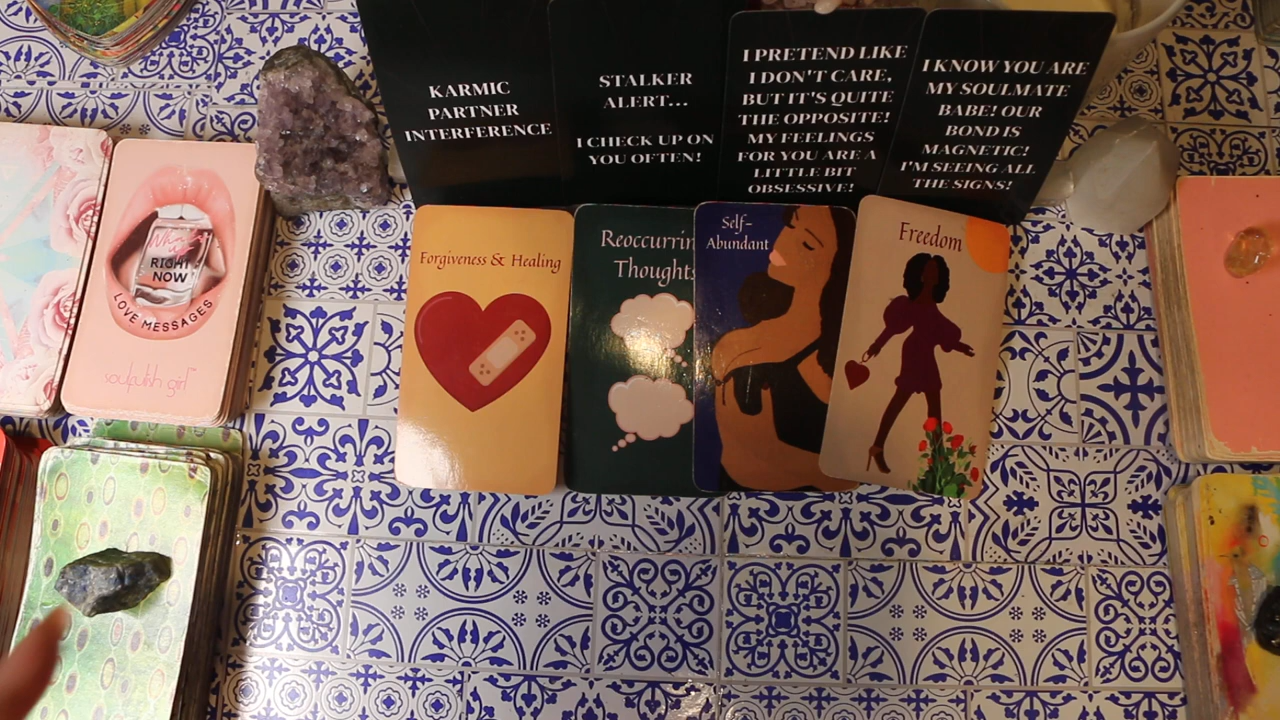 KARMIC
PARTNER
INTERFERENCE
STALKER
ALERT...
I CHECK UP ON
YOU OFTEN!
I PRETEND LIKE
I DON'T CARE,
BUT IT'S QUITE
THE OPPOSITE!
MY FEELINGS
FOR YOU ARE A
LITTLE BIT
OBSESSIVE!
I KNOW YOU ARE
MY SOULMATE
BABE! OUR
BOND IS
MAGNETIC!
I'M SEEING ALL
THE SIGNS!
RIGHT
NOW
LOVE MESSAGES
soulfulish girl
Forgiveness & Healing
Reoccurrin
Thoughts
Self-
Abundant
Freedom